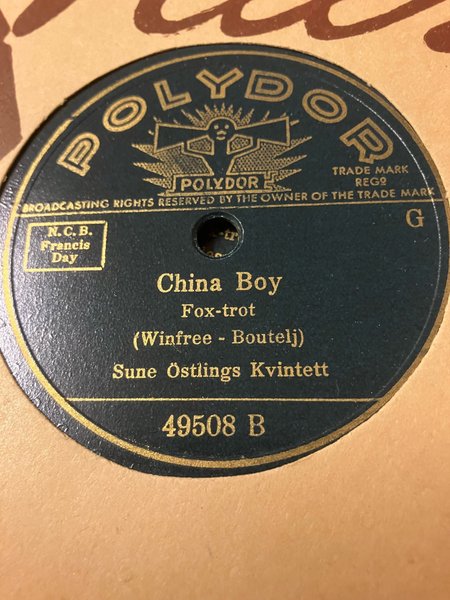 POLYDOR
POLYDOR
TRADE MARK
REGD
BROADCASTING RIGHTS RESERVED BY THE OWNER OF THE TRADE MARK
G
N.C.B.
Francis
Day
China Boy
Fox-trot
(Winfree - Boutelj)
Sune Östlings Kvintett
49508 B